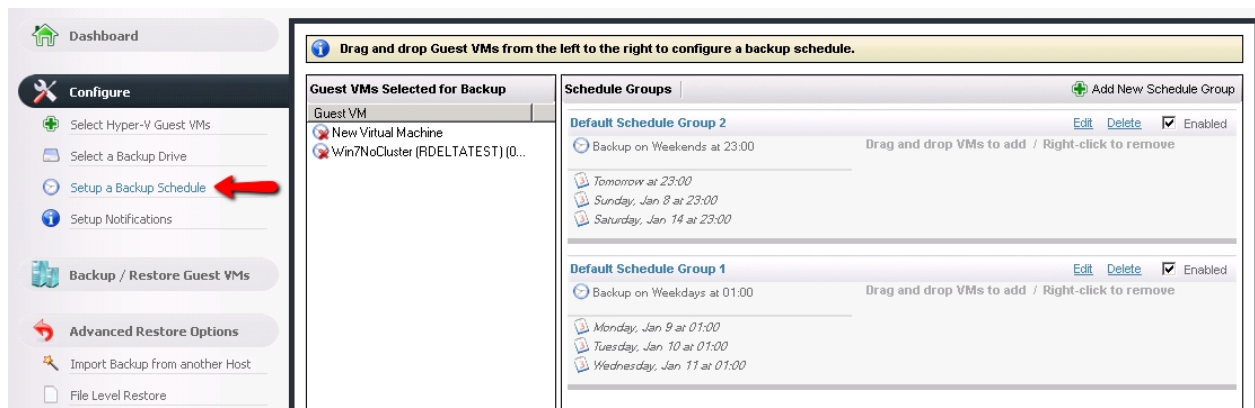 Dashboard
Configure
Select Hyper-V Guest VMs
Select a Backup Drive
Setup a Backup Schedule
Setup Notifications
Backup / Restore Guest VMs
Advanced Restore Options
Import Backup from another Host
File Level Restore
Drag and drop Guest VMs from the left to the right to configure a backup schedule.
Guest VMs Selected for Backup
Guest VM
New Virtual Machine
Win7NoCluster (RDELTATEST) (0...
Schedule Groups
Add New Schedule Group
Default Schedule Group 2
Edit Delete Enabled
Backup on Weekends at 23:00
Drag and drop VMs to add / Right-click to remove
Tomorrow at 23:00
Sunday, Jan 8 at 23:00
Saturday, Jan 14 at 23:00
Default Schedule Group 1
Edit Delete Enabled
Backup on Weekdays at 01:00
Drag and drop VMs to add / Right-click to remove
Monday, Jan 9 at 01:00
Tuesday, Jan 10 at 01:00
Wednesday, Jan 11 at 01:00